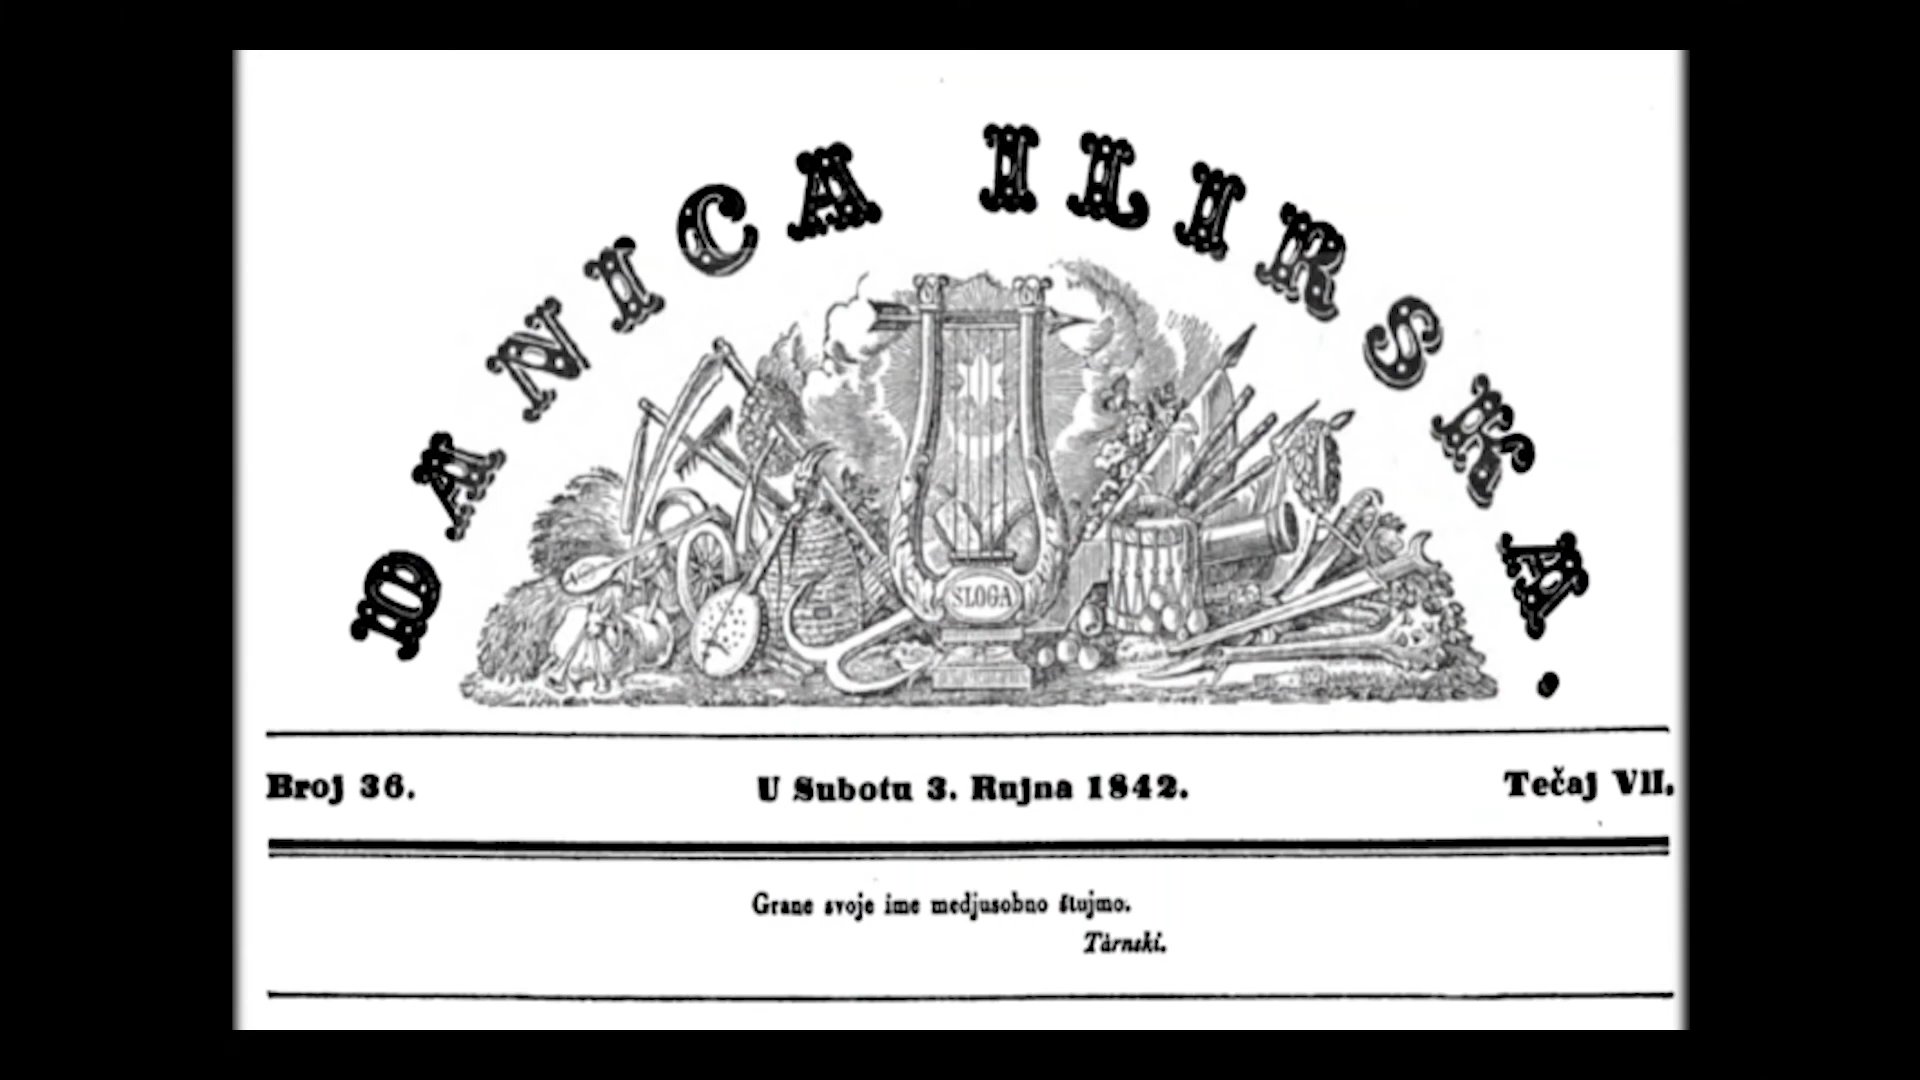 DANICA ILIRSKA.
SLOGA
Broj 36.
U Subotu 3. Rujna 1842.
Tečaj VII.
Grane svoje ime medjusobno štujmo.
Tàrnski.